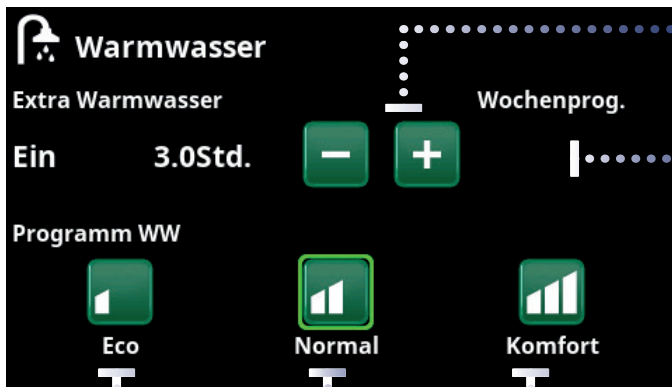 Warmwasser
Extra Warmwasser Wochenprog.
Ein 3.0Std. − +
Programm WW
Eco Normal Komfort